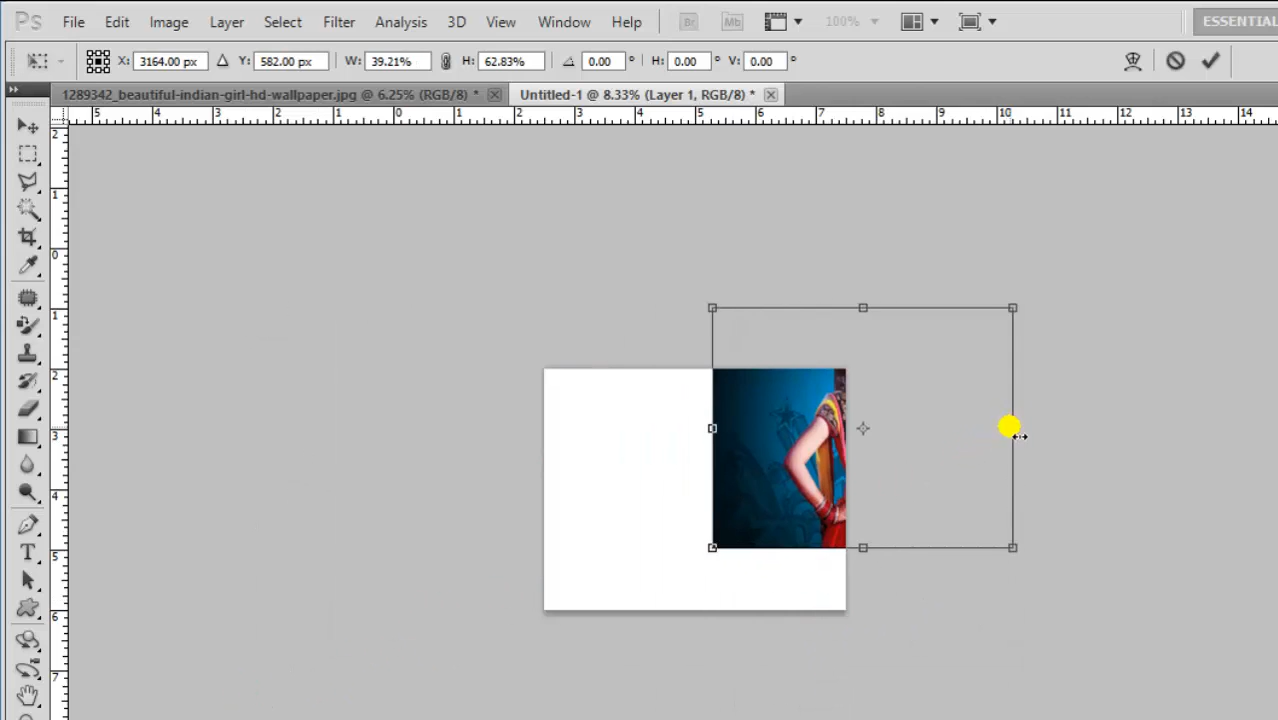 Ps File Edit Image Layer Select Filter Analysis 3D View Window Help Br Mb 100% ESSENTIAL
X: 3164.00 px Y: 582.00 px W: 39.21% H: 62.83% 0.00 ° H: 0.00 ° V: 0.00 °
1289342_beautiful-indian-girl-hd-wallpaper.jpg @ 6.25% (RGB/8) * Untitled-1 @ 8.33% (Layer 1, RGB/8) *
5 4 3 2 1 0 1 2 3 4 5 6 7 8 9 10 11 12 13 14
2
1
0
1
2
3
4
5
6
7
T